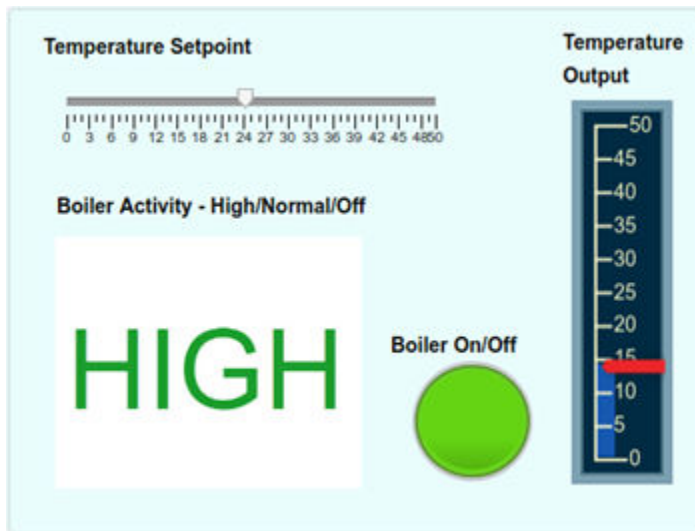 Temperature Setpoint
0 3 6 9 12 15 18 21 24 27 30 33 36 39 42 45 48 50
Boiler Activity - High/Normal/Off
HIGH
Boiler On/Off
Temperature
Output
50
45
40
35
30
25
20
15
10
5
0